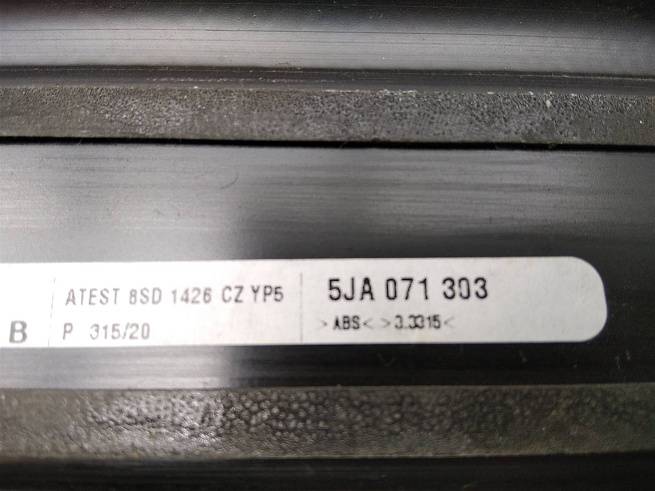 B
ATEST 8SD 1426 CZ YP5
P 315/20
5JA 071 303
>ABS< >3.3315<